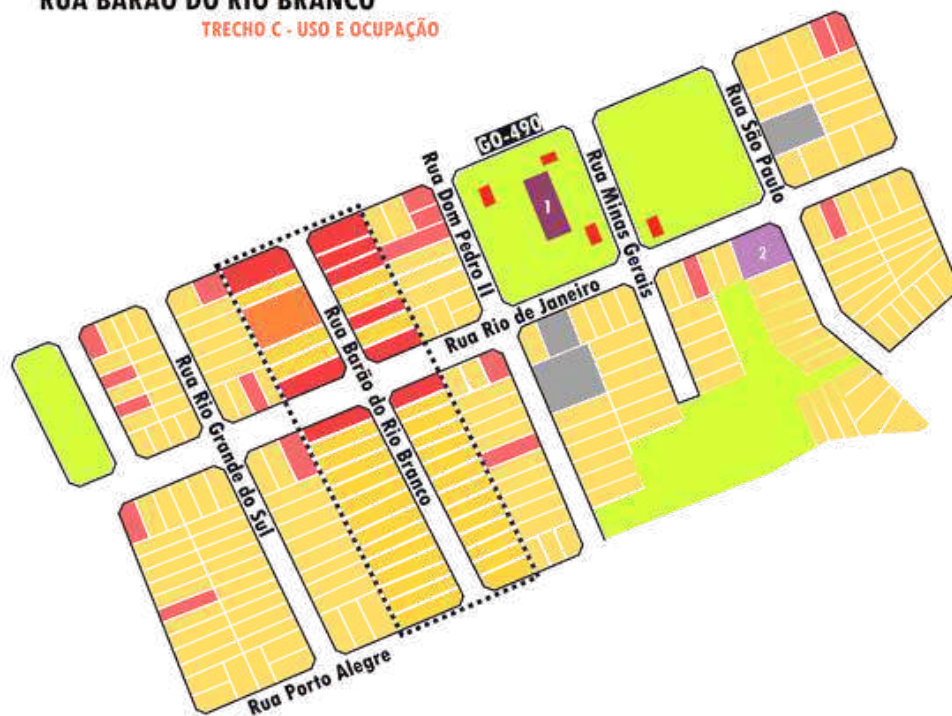 RUA BARÃO DO RIO BRANCO
TRECHO C - USO E OCUPAÇÃO
GO-490
Rua São Paulo
Rua Dom Pedro II
Rua Minas Gerais
1
2
Rua Rio de Janeiro
Rua Barão do Rio Branco
Rua Rio Grande do Sul
Rua Porto Alegre